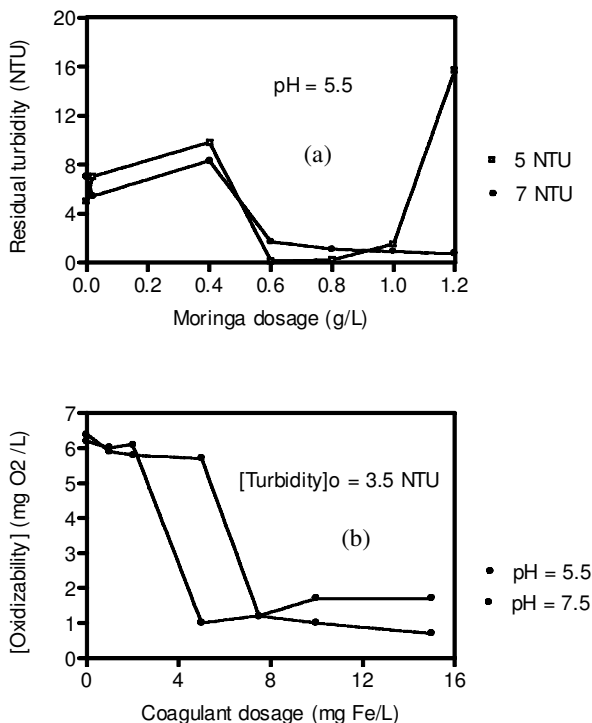 20
16
12
8
4
0
Residual turbidity (NTU)
pH = 5.5
(a)
5 NTU
7 NTU
0.0 0.2 0.4 0.6 0.8 1.0 1.2
Moringa dosage (g/L)
7
6
5
4
3
2
1
0
[Oxidizability] (mg O2 /L)
[Turbidity]o = 3.5 NTU
(b)
pH = 5.5
pH = 7.5
0 4 8 12 16
Coagulant dosage (mg Fe/L)